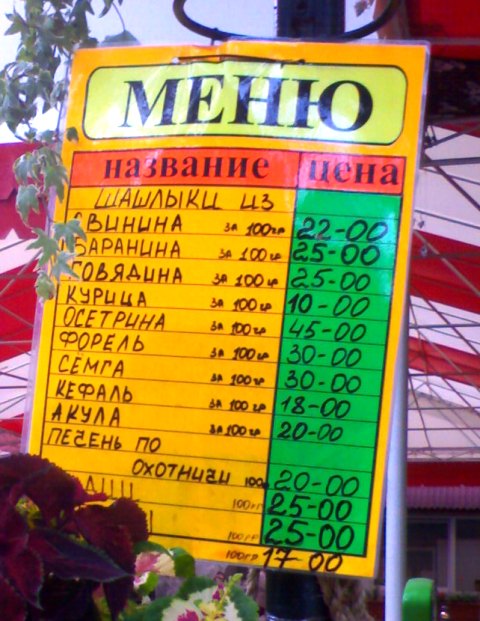 МЕНЮ
название цена
ШАШЛЫКИ ИЗ
СВИНИНА ЗА 100гр 22-00
БАРАНИНА ЗА 100гр 25-00
ГОВЯДИНА ЗА 100гр 25-00
КУРИЦА ЗА 100гр 10-00
ОСЕТРИНА ЗА 100гр 45-00
ФОРЕЛЬ ЗА 100гр 30-00
СЁМГА ЗА 100гр 30-00
КЕФАЛЬ ЗА 100гр 18-00
АКУЛА ЗА 100гр 20-00
ПЕЧЕНЬ ПО
ОХОТНИЧИ 100г 20-00
100гр 25-00
100гр 25-00
100гр 17-00